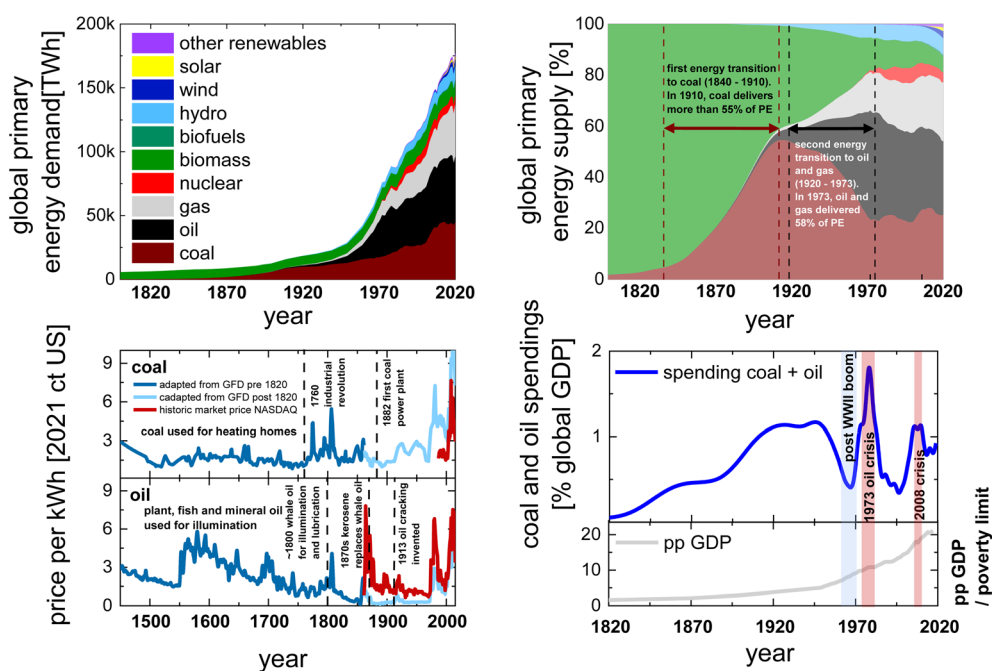 global primary
energy demand[TWh]
200k
150k
100k
50k
0
other renewables
solar
wind
hydro
biofuels
biomass
nuclear
gas
oil
coal
1820
1870
1920
1970
2020
year
global primary
energy supply [%]
100
80
60
40
20
0
first energy transition
to coal (1840 - 1910).
In 1910, coal delivers
more than 55% of PE
second energy
transition to oil
and gas
(1920 - 1973).
In 1973, oil and
gas delivered
58% of PE
1820
1870
1920
1970
2020
year
price per kWh [2021 ct US]
9
6
3
coal
adapted from GFD pre 1820
cadapted from GFD post 1820
historic market price NASDAQ
coal used for heating homes
1760
industrial
revolution
1882 first coal
power plant
9
6
3
0
oil
plant, fish and mineral oil
used for illumination
~1800 whale oil
for illumination
and lubrication
1870s kerosene
replaces whale oil
1913 oil cracking
invented
1500
1600
1700
1800
1900
2000
year
coal and oil spendings
[% global GDP]
2
1
0
spending coal + oil
post WWII boom
1973 oil crisis
2008 crisis
20
15
10
5
0
pp GDP
pp GDP
/ poverty limit
1820
1870
1920
1970
2020
year